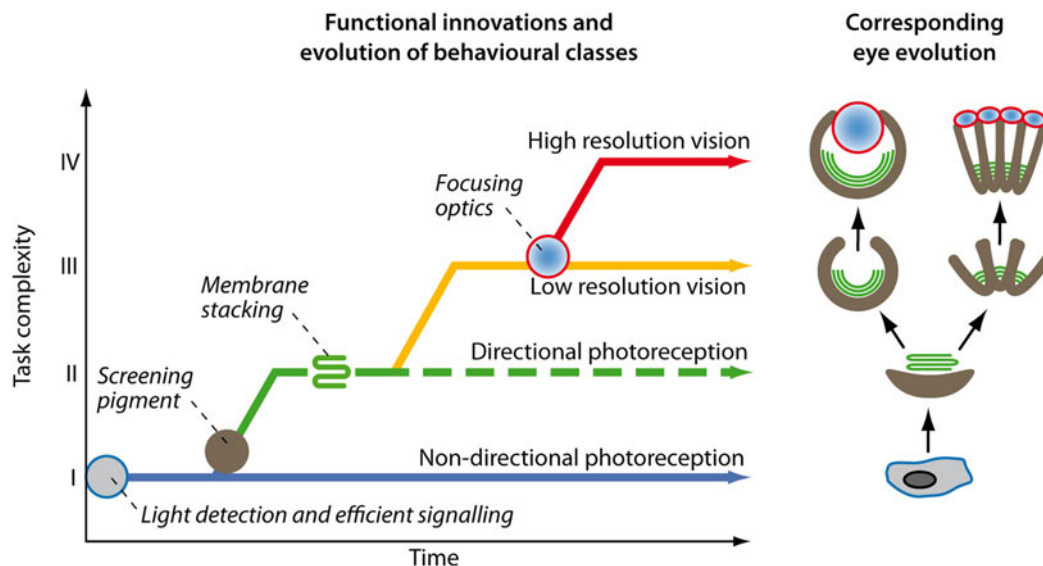 Functional innovations and
evolution of behavioural classes
Corresponding
eye evolution
Task complexity
IV
III
II
I
High resolution vision
Focusing
optics
Low resolution vision
Membrane
stacking
Directional photoreception
Screening
pigment
Non-directional photoreception
Light detection and efficient signalling
Time